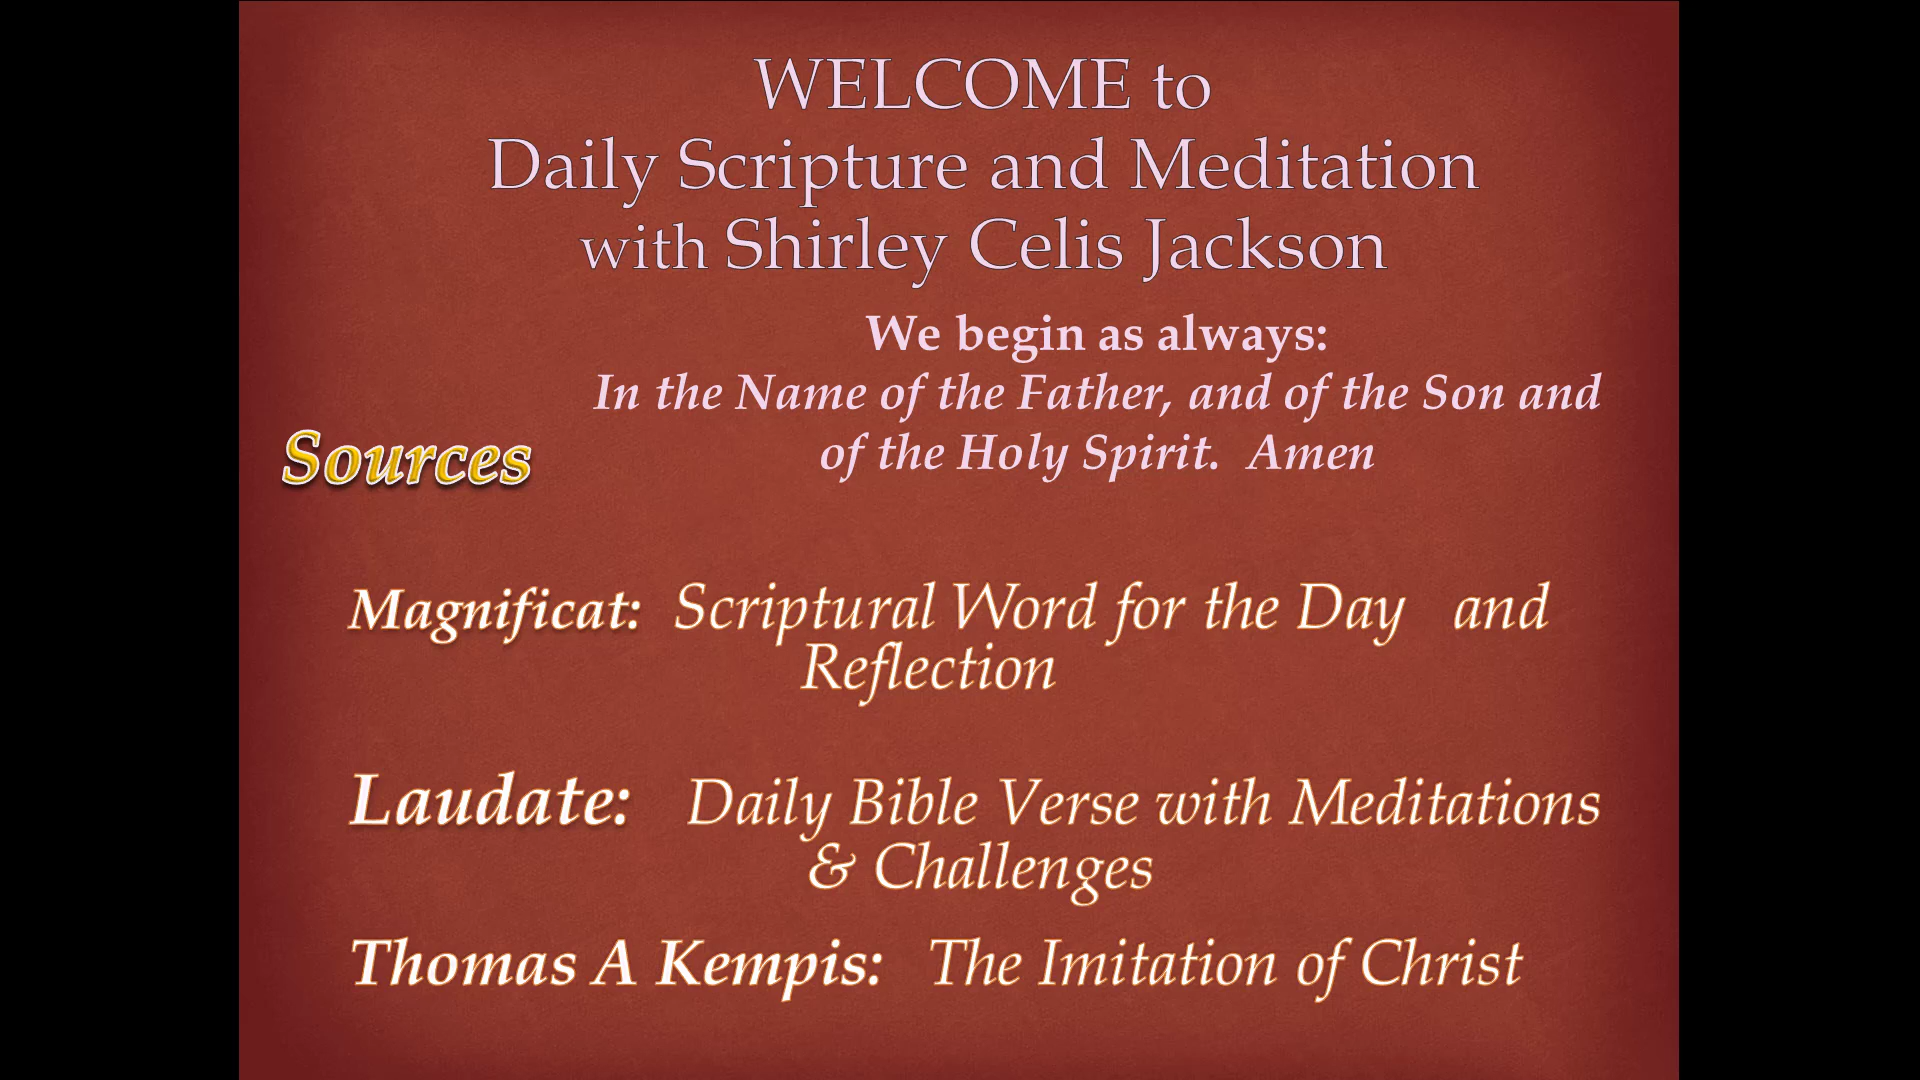 WELCOME to
Daily Scripture and Meditation
with Shirley Celis Jackson
We begin as always:
In the Name of the Father, and of the Son and
of the Holy Spirit.  Amen
Sources
Magnificat:  Scriptural Word for the Day   and
Reflection
Laudate:   Daily Bible Verse with Meditations
& Challenges
Thomas A Kempis:   The Imitation of Christ